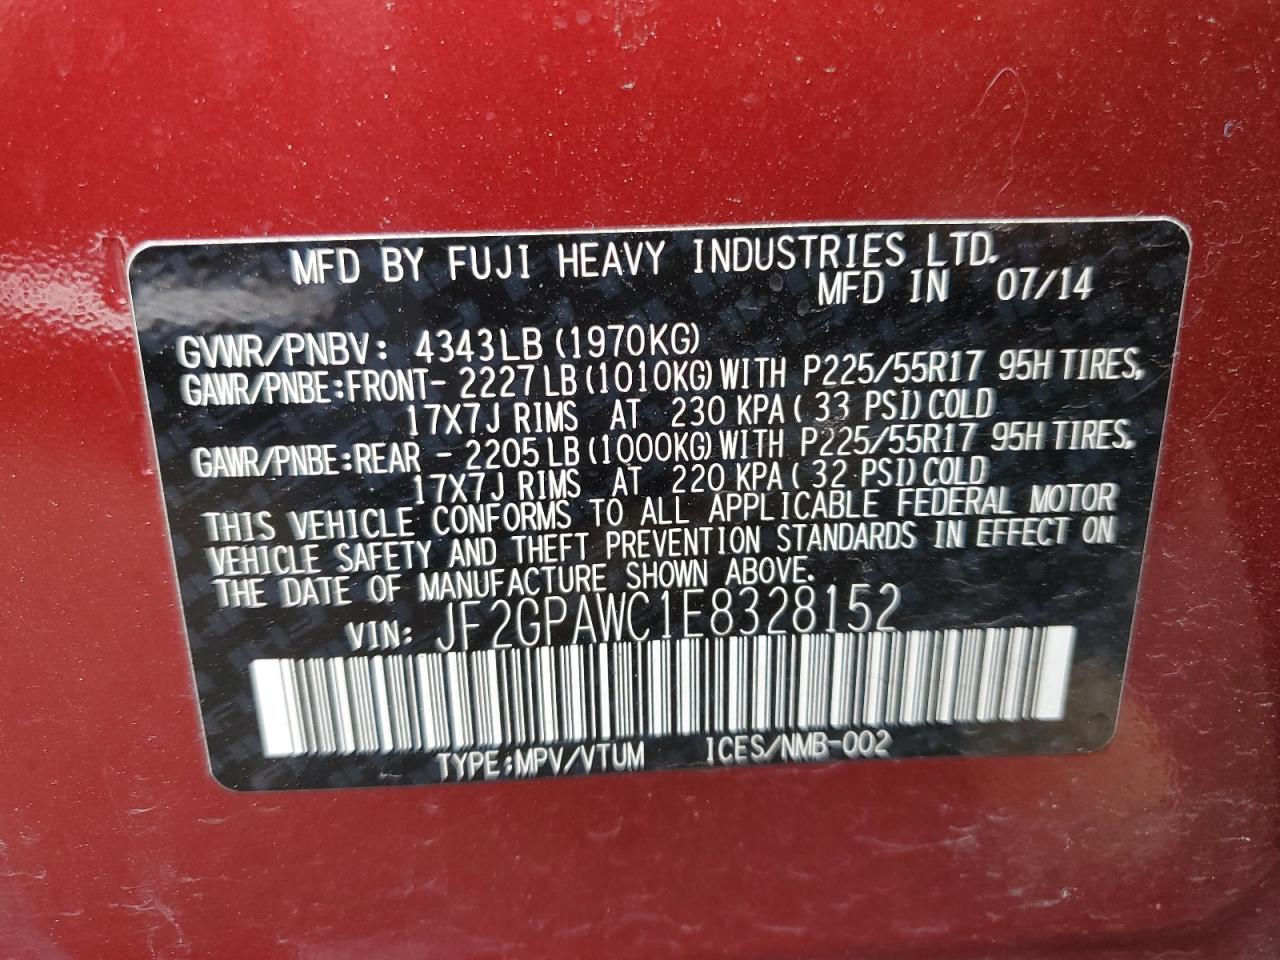 MFD BY FUJI HEAVY INDUSTRIES LTD.
MFD IN 07/14
GVWR/PNBV: 4343LB (1970KG)
GAWR/PNBE:FRONT- 2227LB (1010KG) WITH P225/55R17 95H TIRES,
17X7J RIMS AT 230 KPA (33 PSI) COLD
GAWR/PNBE:REAR - 2205LB (1000KG) WITH P225/55R17 95H TIRES,
17X7J RIMS AT 220 KPA (32 PSI) COLD
THIS VEHICLE CONFORMS TO ALL APPLICABLE FEDERAL MOTOR
VEHICLE SAFETY AND THEFT PREVENTION STANDARDS IN EFFECT ON
THE DATE OF MANUFACTURE SHOWN ABOVE.
VIN: JF2GPAWC1E8328152
TYPE:MPV/VTUM ICES/NMB-002